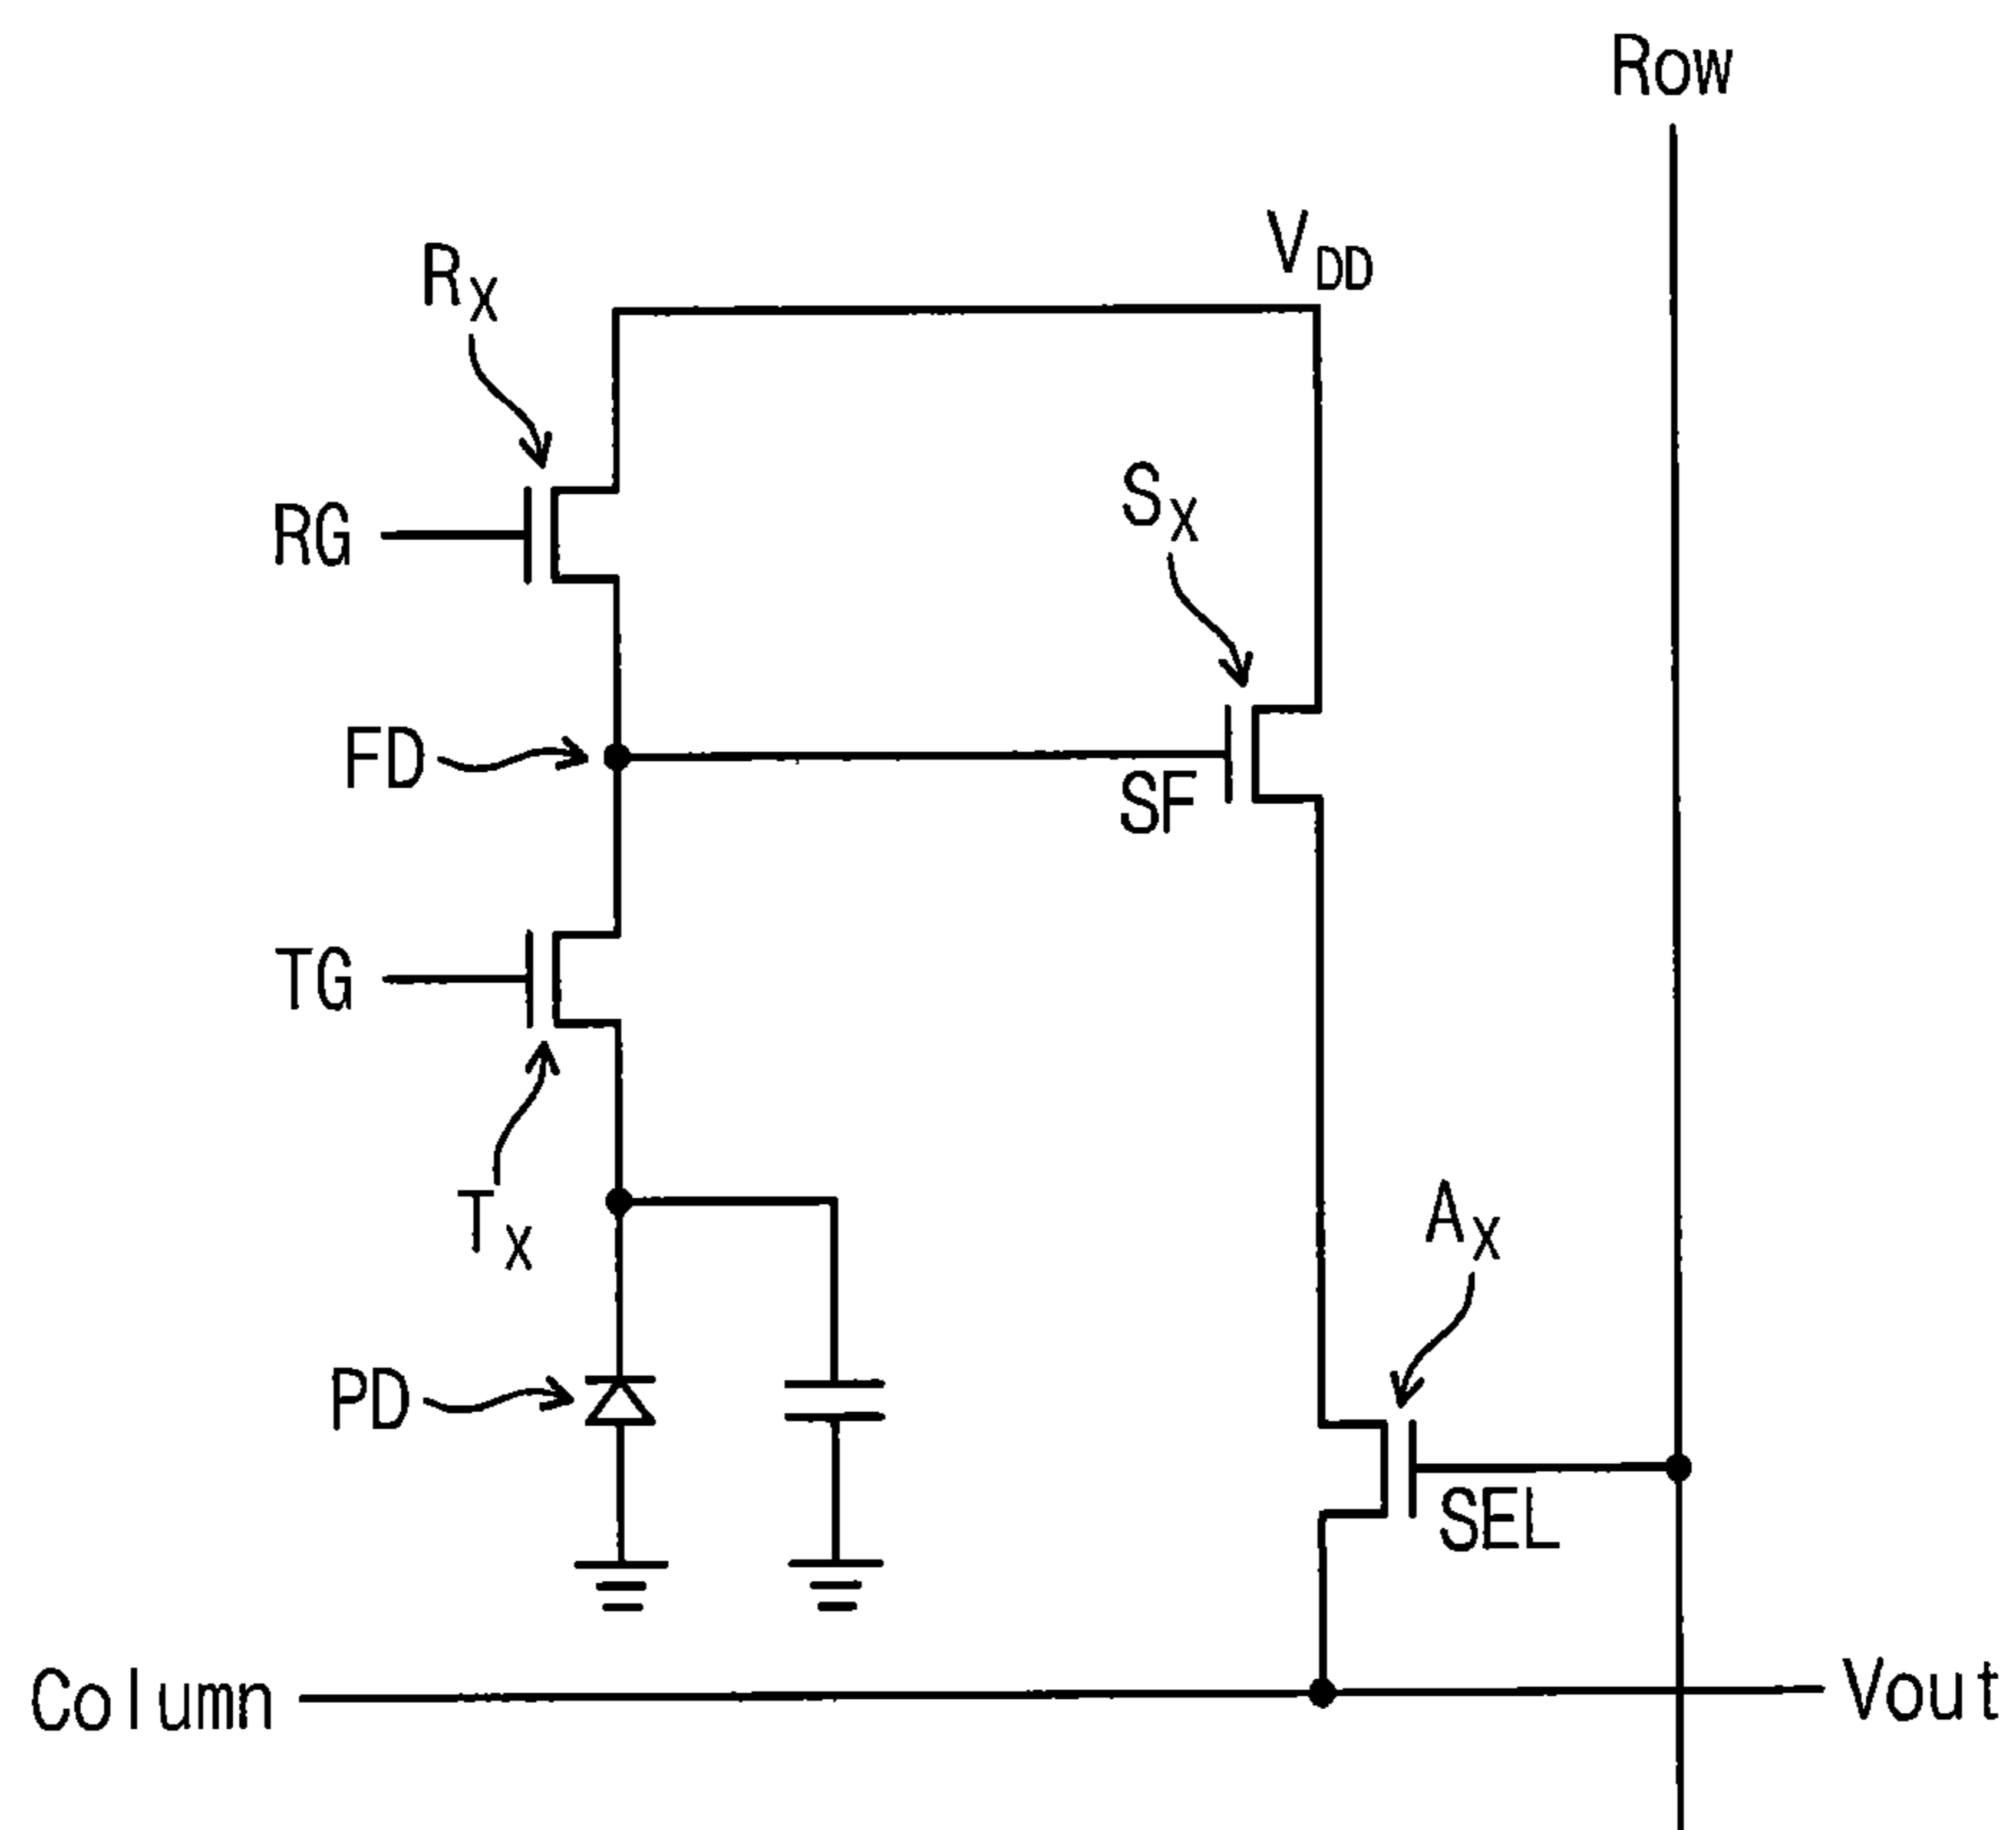 Row
VDD
RX
SX
RG
FD
SF
TG
TX
AX
PD
SEL
Column
Vout